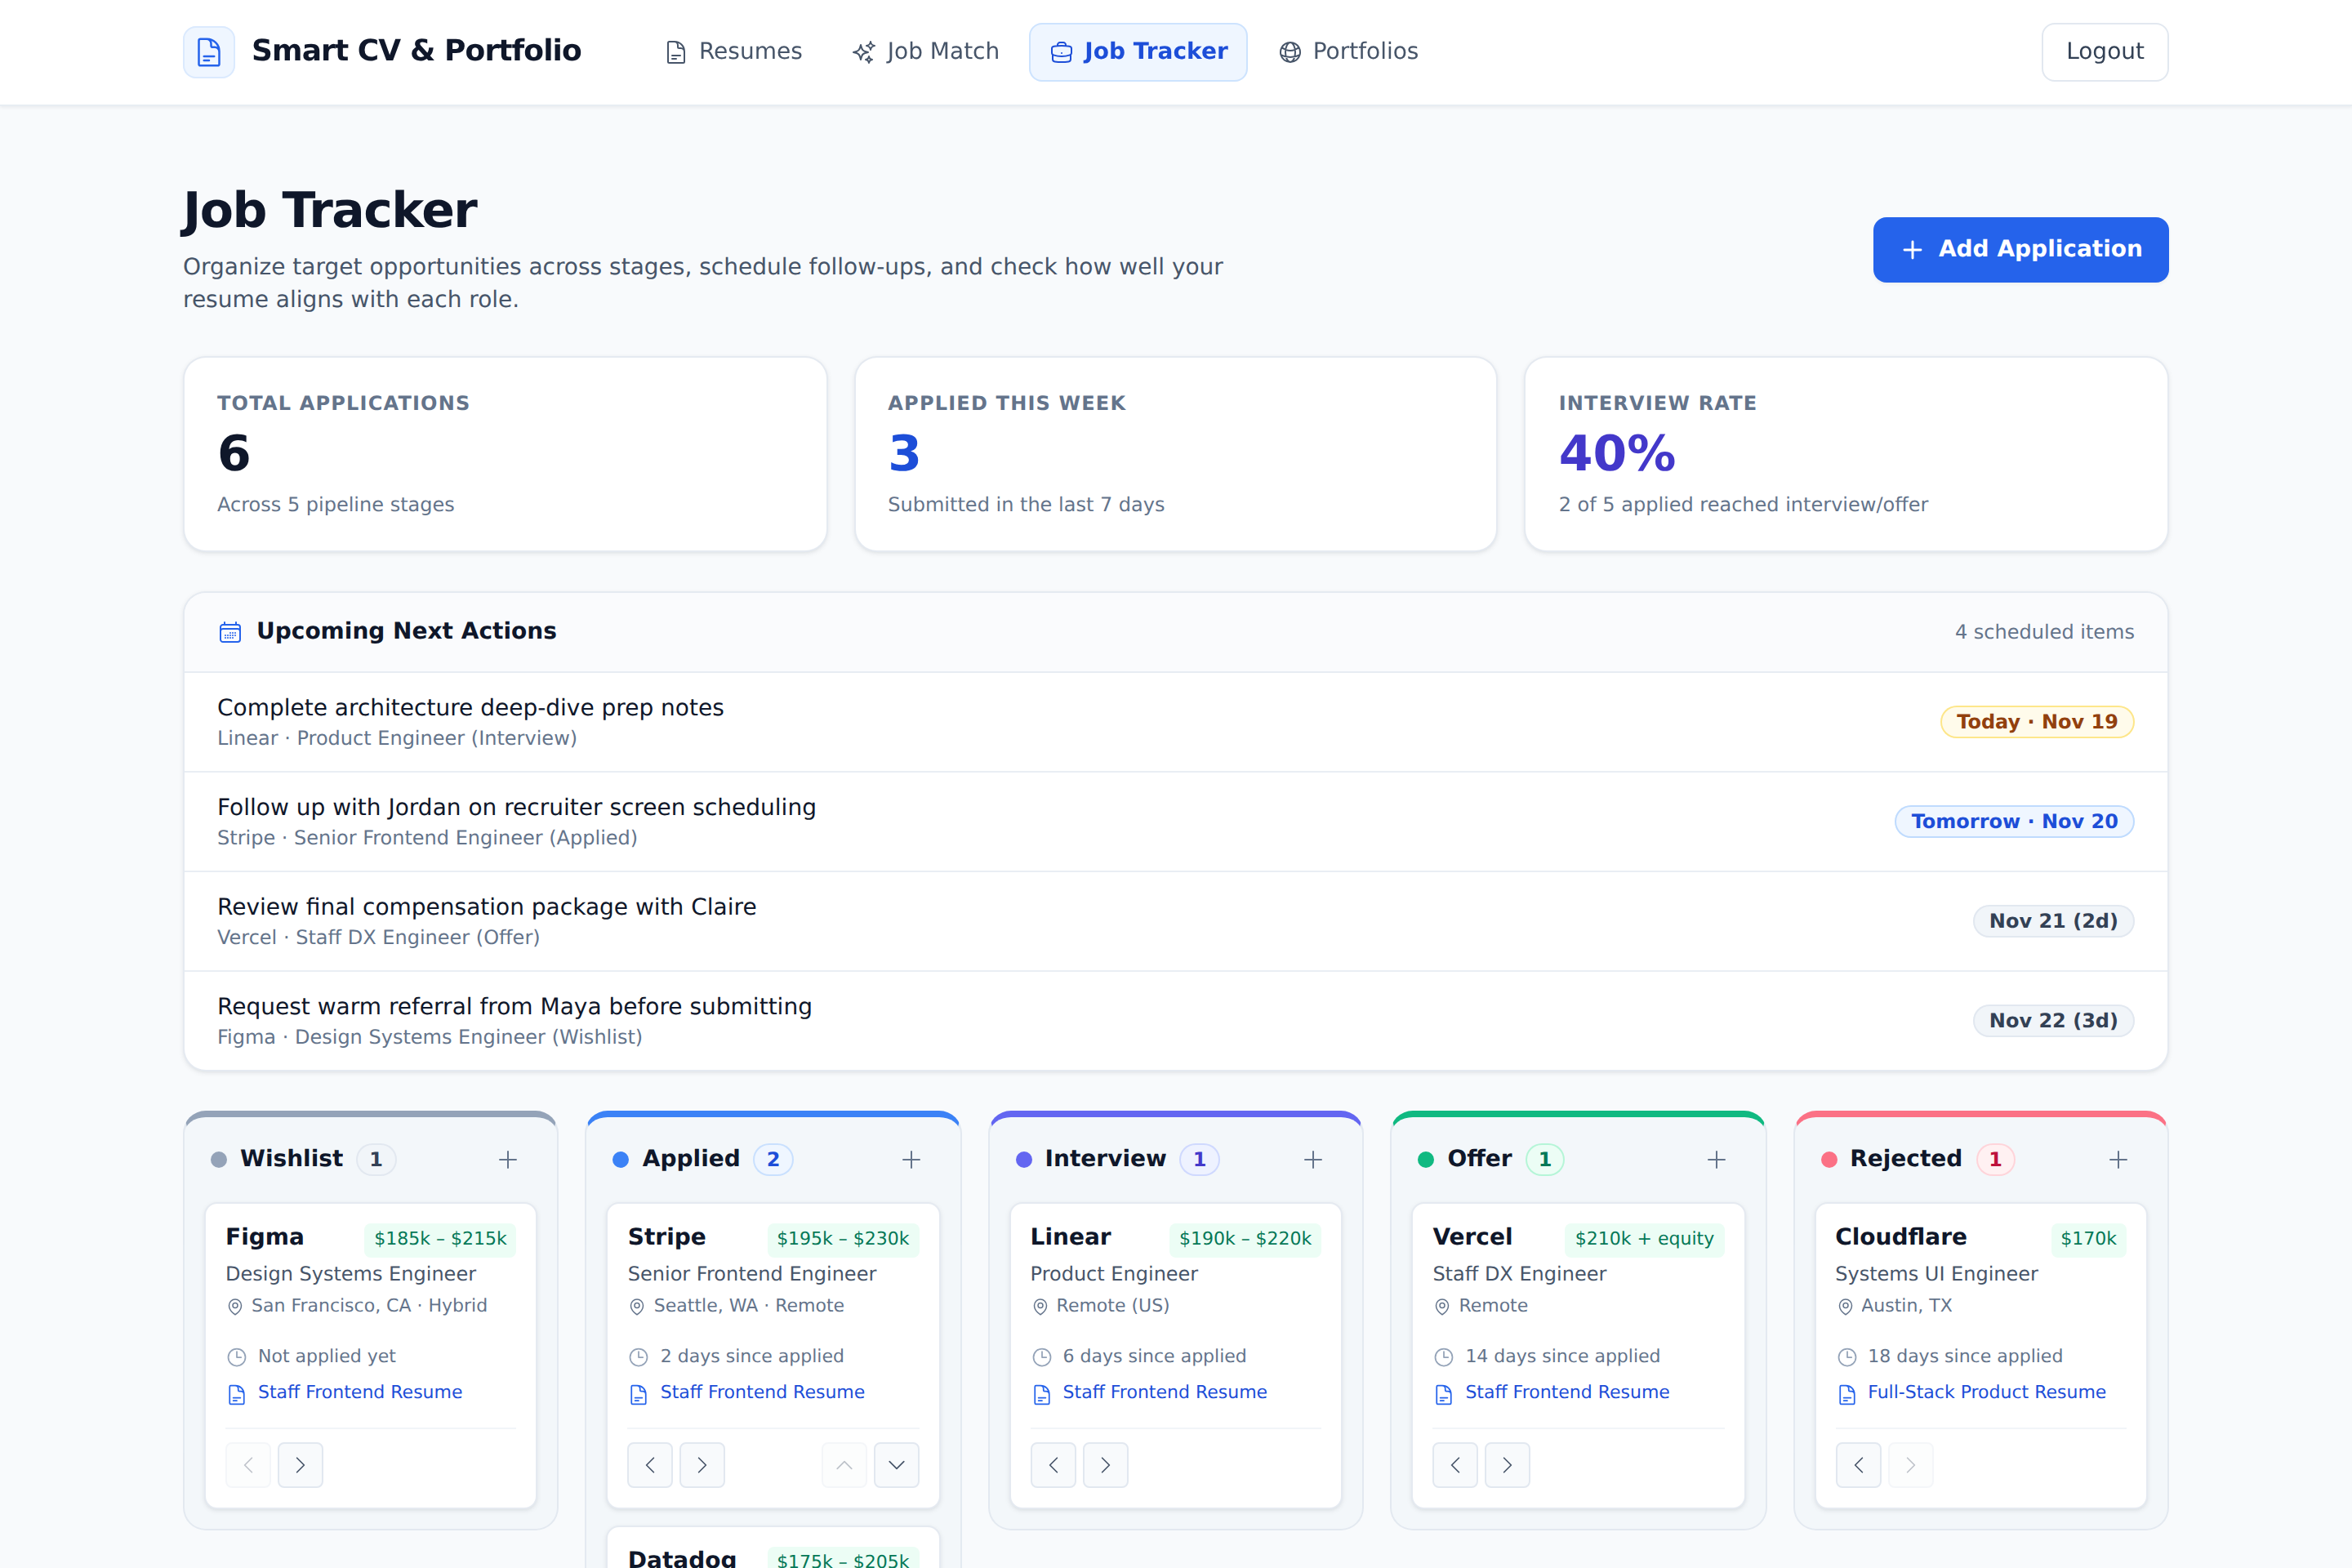 Smart CV & Portfolio
Resumes
Job Match
Job Tracker
Portfolios
Logout
Job Tracker
Organize target opportunities across stages, schedule follow-ups, and check how well your
resume aligns with each role.
Add Application
TOTAL APPLICATIONS
6
Across 5 pipeline stages
APPLIED THIS WEEK
3
Submitted in the last 7 days
INTERVIEW RATE
40%
2 of 5 applied reached interview/offer
Upcoming Next Actions
4 scheduled items
Complete architecture deep-dive prep notes
Linear · Product Engineer (Interview)
Today · Nov 19
Follow up with Jordan on recruiter screen scheduling
Stripe · Senior Frontend Engineer (Applied)
Tomorrow · Nov 20
Review final compensation package with Claire
Vercel · Staff DX Engineer (Offer)
Nov 21 (2d)
Request warm referral from Maya before submitting
Figma · Design Systems Engineer (Wishlist)
Nov 22 (3d)
Wishlist 1
Figma
$185k – $215k
Design Systems Engineer
San Francisco, CA · Hybrid
Not applied yet
Staff Frontend Resume
Applied 2
Stripe
$195k – $230k
Senior Frontend Engineer
Seattle, WA · Remote
2 days since applied
Staff Frontend Resume
Datadog
$175k – $205k
Interview 1
Linear
$190k – $220k
Product Engineer
Remote (US)
6 days since applied
Staff Frontend Resume
Offer 1
Vercel
$210k + equity
Staff DX Engineer
Remote
14 days since applied
Staff Frontend Resume
Rejected 1
Cloudflare
$170k
Systems UI Engineer
Austin, TX
18 days since applied
Full-Stack Product Resume